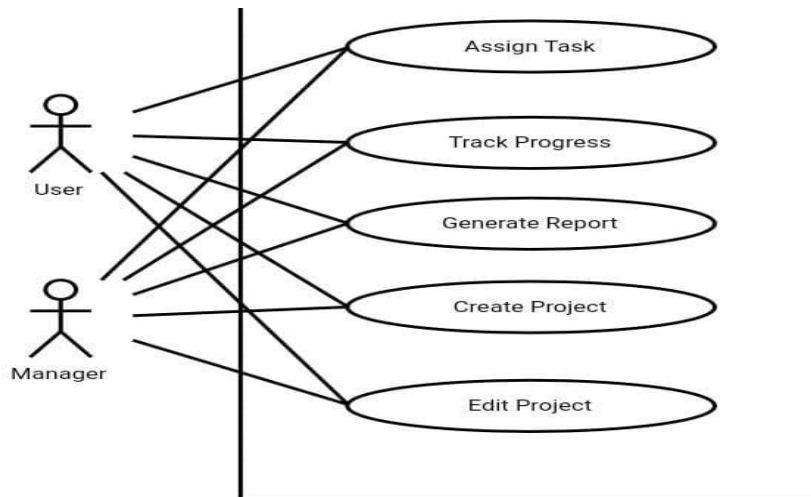 Assign Task
Track Progress
User
Generate Report
Create Project
Manager
Edit Project